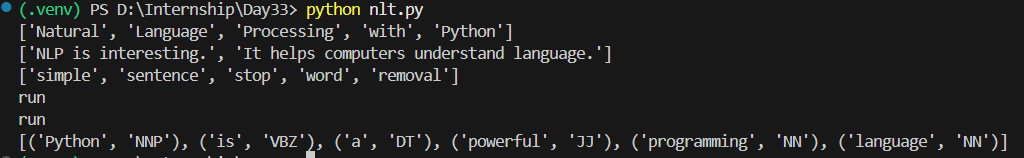 (.venv) PS D:\Internship\Day33> python nlt.py
['Natural', 'Language', 'Processing', 'with', 'Python']
['NLP is interesting.', 'It helps computers understand language.']
['simple', 'sentence', 'stop', 'word', 'removal']
run
run
[('Python', 'NNP'), ('is', 'VBZ'), ('a', 'DT'), ('powerful', 'JJ'), ('programming', 'NN'), ('language', 'NN')]